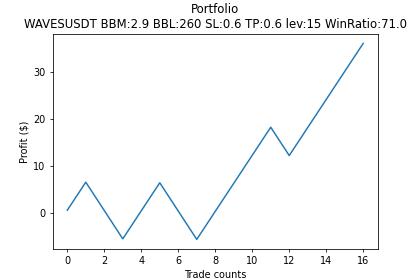 Portfolio
WAVESUSDT BBM:2.9 BBL:260 SL:0.6 TP:0.6 lev:15 WinRatio:71.0
30
20
10
0
Profit ($)
0 2 4 6 8 10 12 14 16
Trade counts